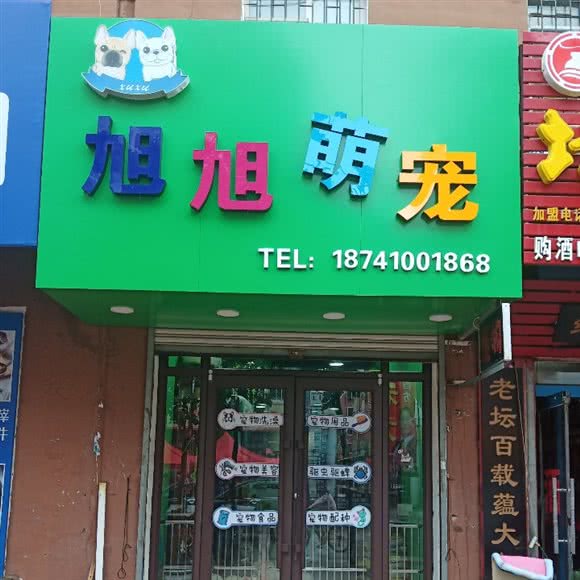 xuxu
旭旭萌宠
TEL: 18741001868
加盟电话
购酒
宠物洗澡
宠物用品
宠物美容
驱虫驱螨
宠物食品
宠物配种
老坛百载蕴大